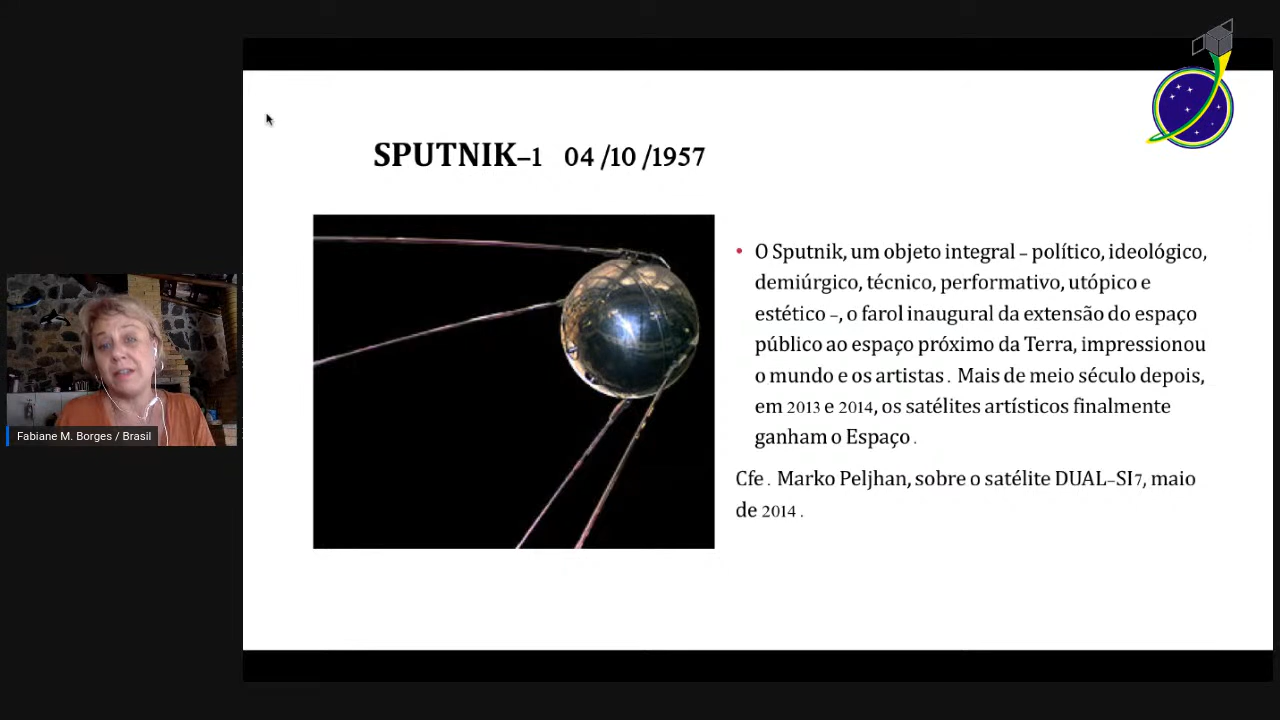 SPUTNIK–1 04 /10 /1957
• O Sputnik, um objeto integral – político, ideológico,
demiúrgico, técnico, performativo, utópico e
estético –, o farol inaugural da extensão do espaço
público ao espaço próximo da Terra, impressionou
o mundo e os artistas . Mais de meio século depois,
em 2013 e 2014, os satélites artísticos finalmente
ganham o Espaço .
Cfe . Marko Peljhan, sobre o satélite DUAL–SI7, maio
de 2014 .
Fabiane M. Borges / Brasil